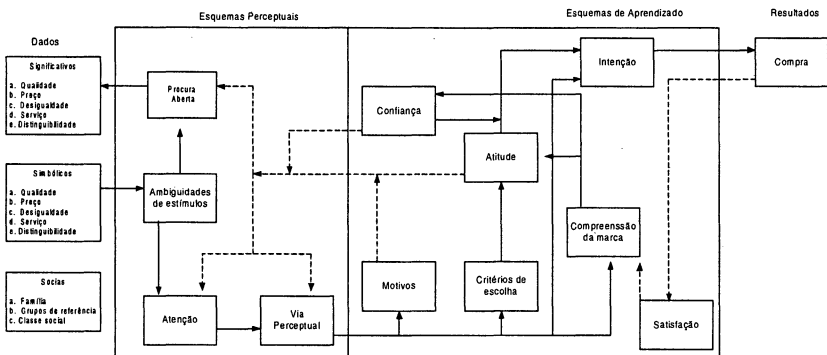 Esquemas Perceptuais
Esquemas de Aprendizado
Resultados
Dados
Significativos
a. Qualidade
b. Preço
c. Desigualdade
d. Serviço
e. Distinguibilidade
Simbólicos
a. Qualidade
b. Preço
c. Desigualdade
d. Serviço
e. Distinguibilidade
Socias
a. Família
b. Grupos de referência
c. Classe social
Procura
Aberta
Ambiguidades
de estímulos
Atenção
Via
Perceptual
Confiança
Atitude
Motivos
Critérios de
escolha
Intenção
Compreenssão
da marca
Satisfação
Compra